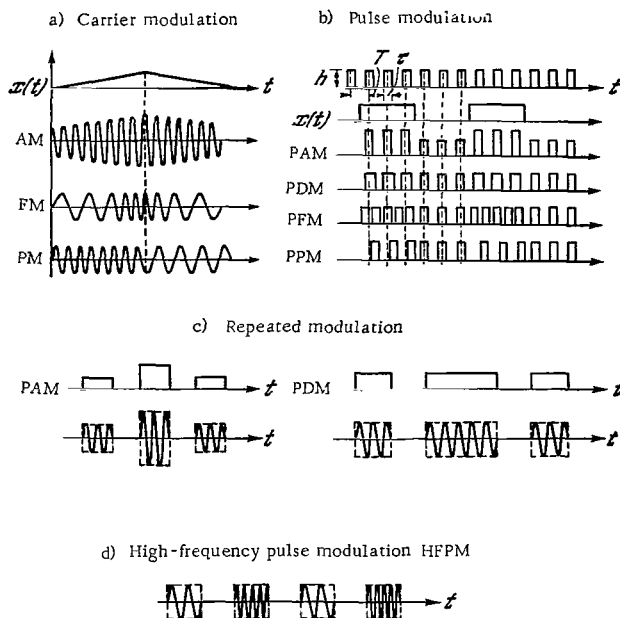 a) Carrier modulation
x(t)
t
AM
FM
PM
b) Pulse modulation
T τ
h
t
x(t)
PAM
PDM
PFM
PPM
c) Repeated modulation
PAM
t
t
PDM
t
t
d) High-frequency pulse modulation HFPM
t